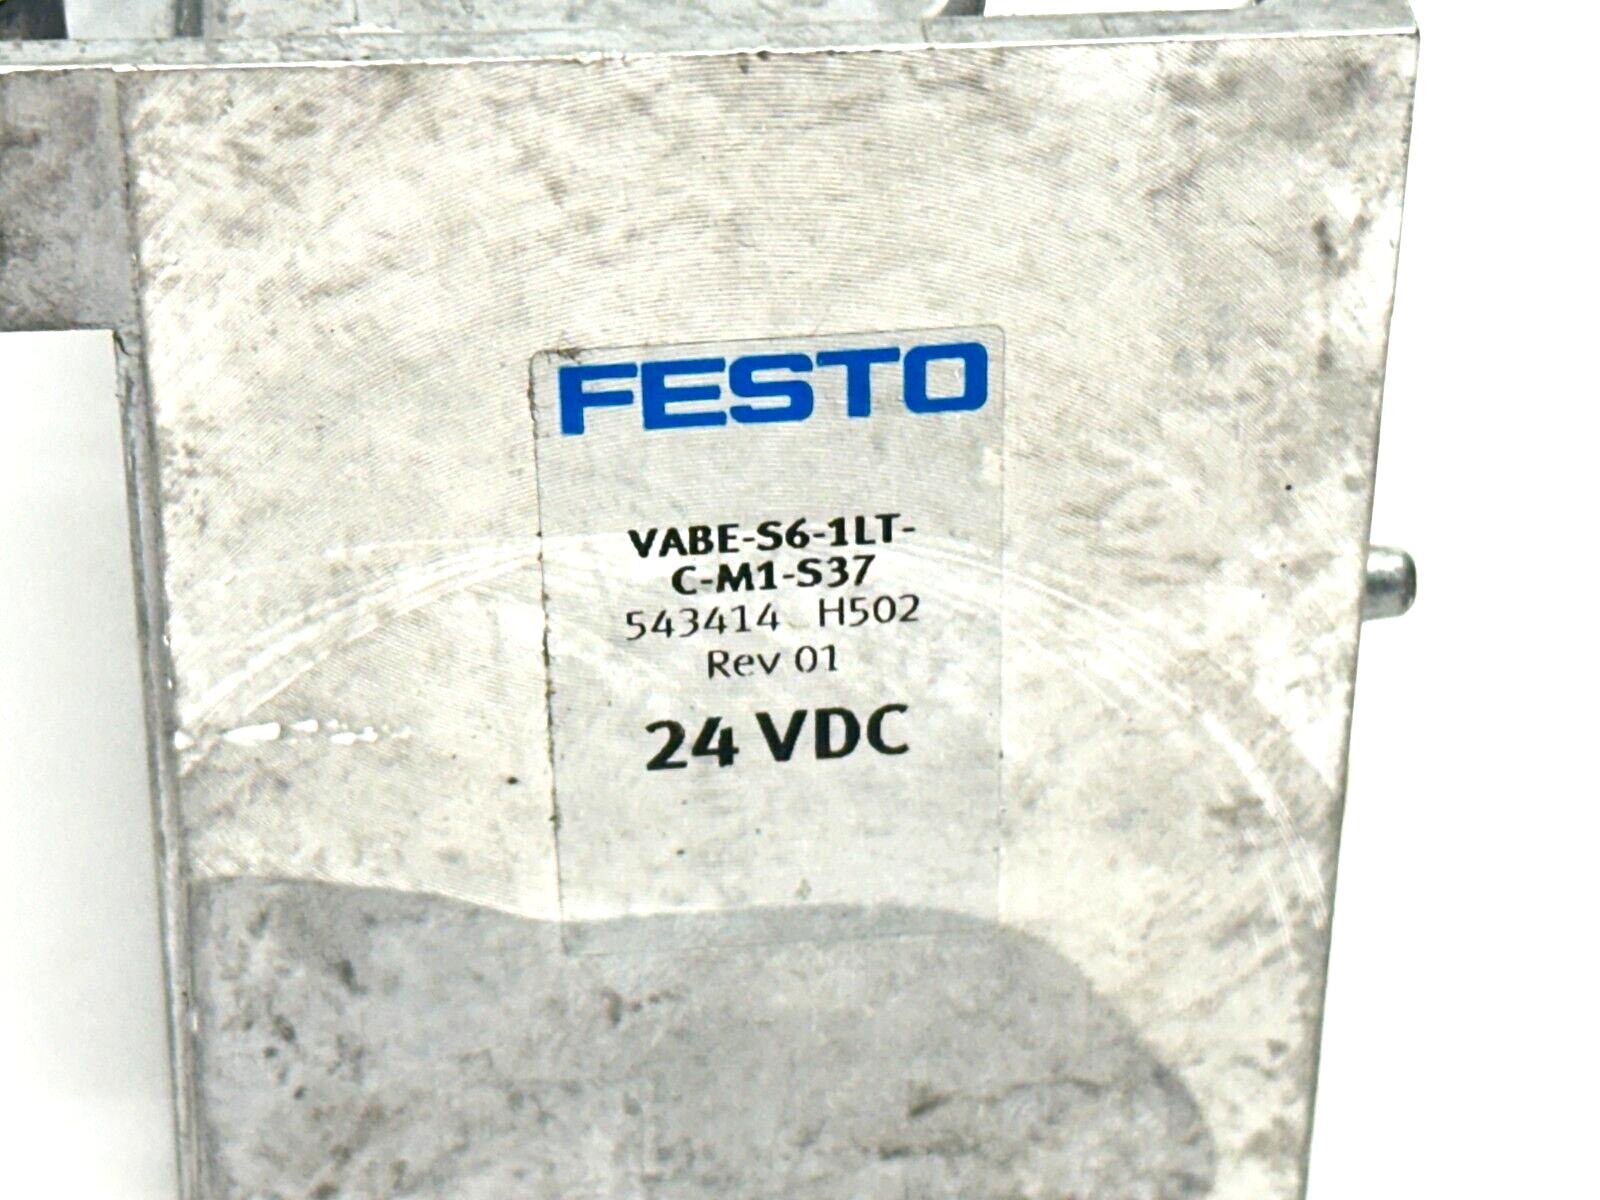 FESTO
VABE-S6-1LT-
C-M1-S37
543414 H502
Rev 01
24 VDC